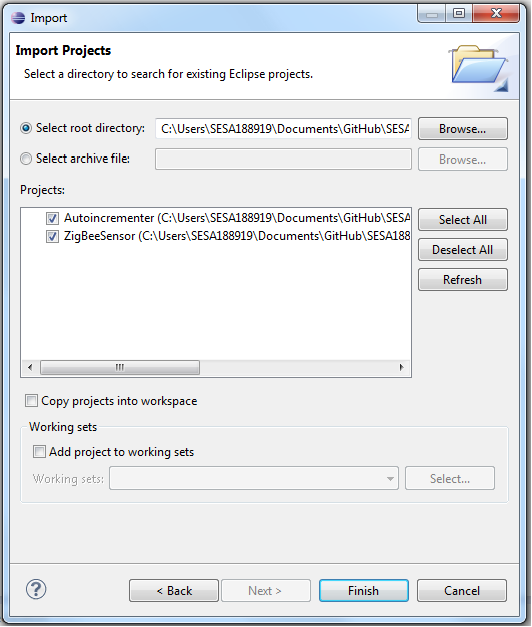 Import
Import Projects
Select a directory to search for existing Eclipse projects.
Select root directory: C:\Users\SESA188919\Documents\GitHub\SESA Browse...
Select archive file: Browse...
Projects:
Autoincrementer (C:\Users\SESA188919\Documents\GitHub\SESA Select All
ZigBeeSensor (C:\Users\SESA188919\Documents\GitHub\SESA188 Deselect All
Refresh
Copy projects into workspace
Working sets
Add project to working sets
Working sets: Select...
? < Back Next > Finish Cancel